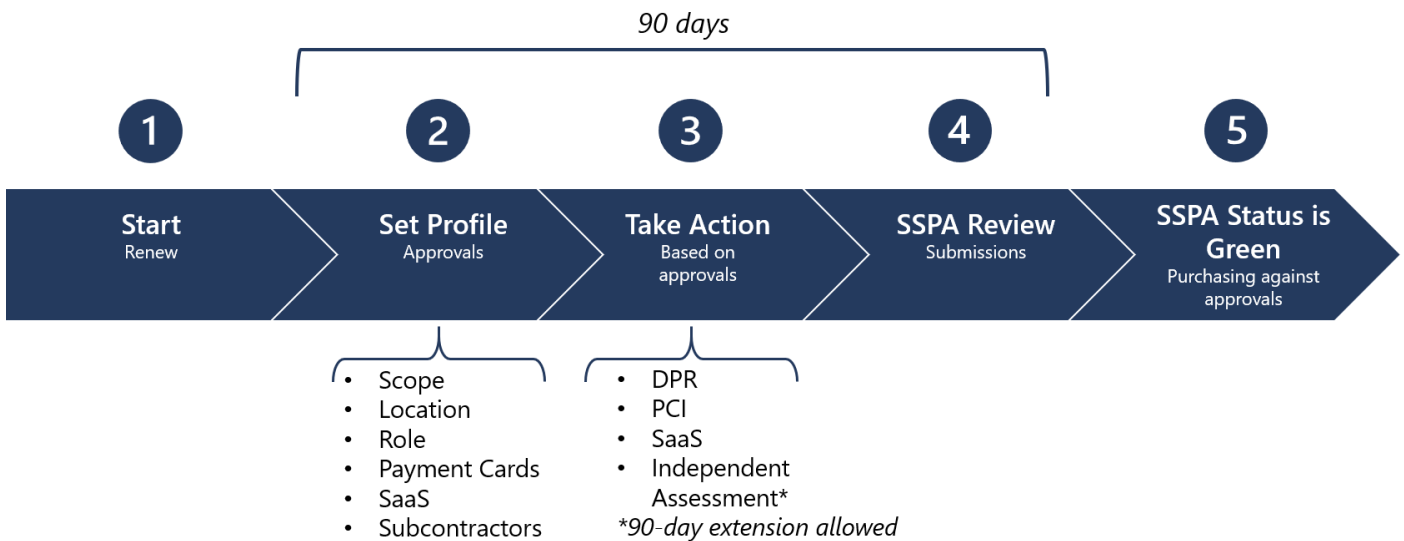 90 days
1
2
3
4
5
Start
Renew
Set Profile
Approvals
Take Action
Based on
approvals
SSPA Review
Submissions
SSPA Status is
Green
Purchasing against
approvals
• Scope
• Location
• Role
• Payment Cards
• SaaS
• Subcontractors
• DPR
• PCI
• SaaS
• Independent
Assessment*
*90-day extension allowed